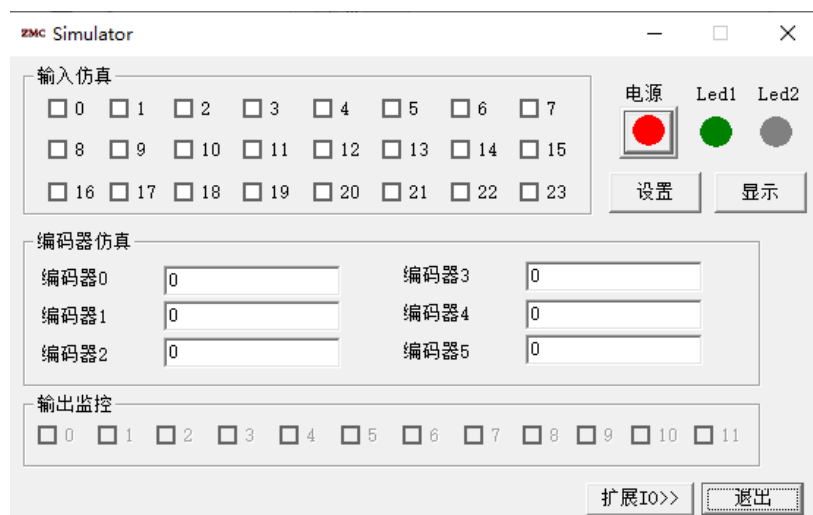 ZMC Simulator
输入仿真
0 1 2 3 4 5 6 7
8 9 10 11 12 13 14 15
16 17 18 19 20 21 22 23
电源 Led1 Led2
设置 显示
编码器仿真
编码器0 0 编码器3 0
编码器1 0 编码器4 0
编码器2 0 编码器5 0
输出监控
0 1 2 3 4 5 6 7 8 9 10 11
扩展IO>> 退出